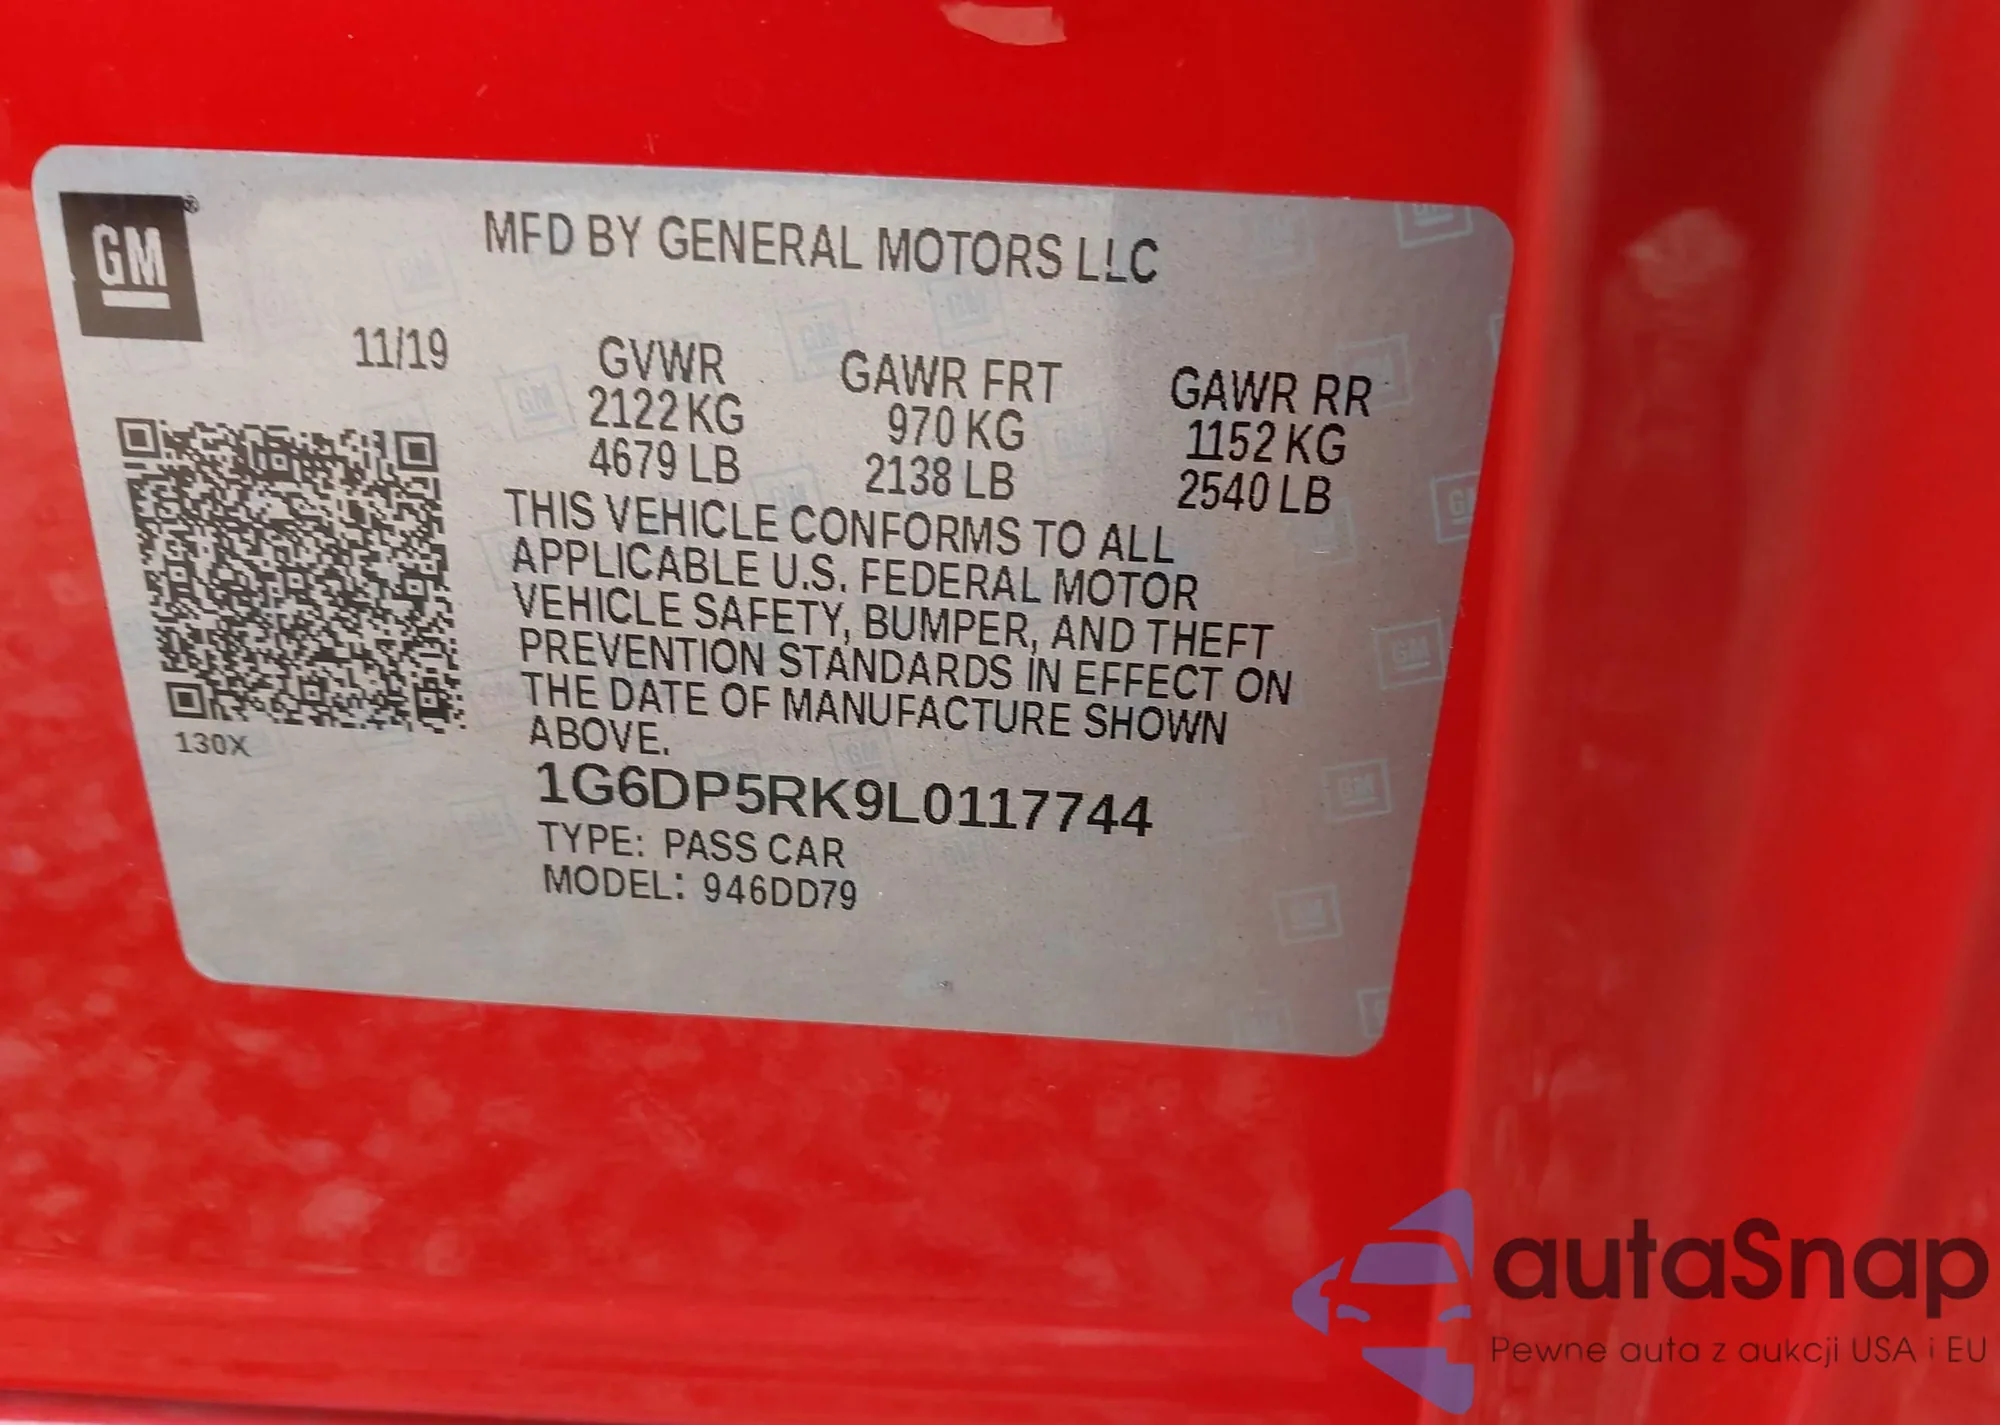 GM®
MFD BY GENERAL MOTORS LLC
11/19
GVWR
2122 KG
4679 LB
GAWR FRT
970 KG
2138 LB
GAWR RR
1152 KG
2540 LB
THIS VEHICLE CONFORMS TO ALL
APPLICABLE U.S. FEDERAL MOTOR
VEHICLE SAFETY, BUMPER, AND THEFT
PREVENTION STANDARDS IN EFFECT ON
THE DATE OF MANUFACTURE SHOWN
ABOVE.
130X
1G6DP5RK9L0117744
TYPE: PASS CAR
MODEL: 946DD79
autaSnap
Pewne auta z aukcji USA i EU